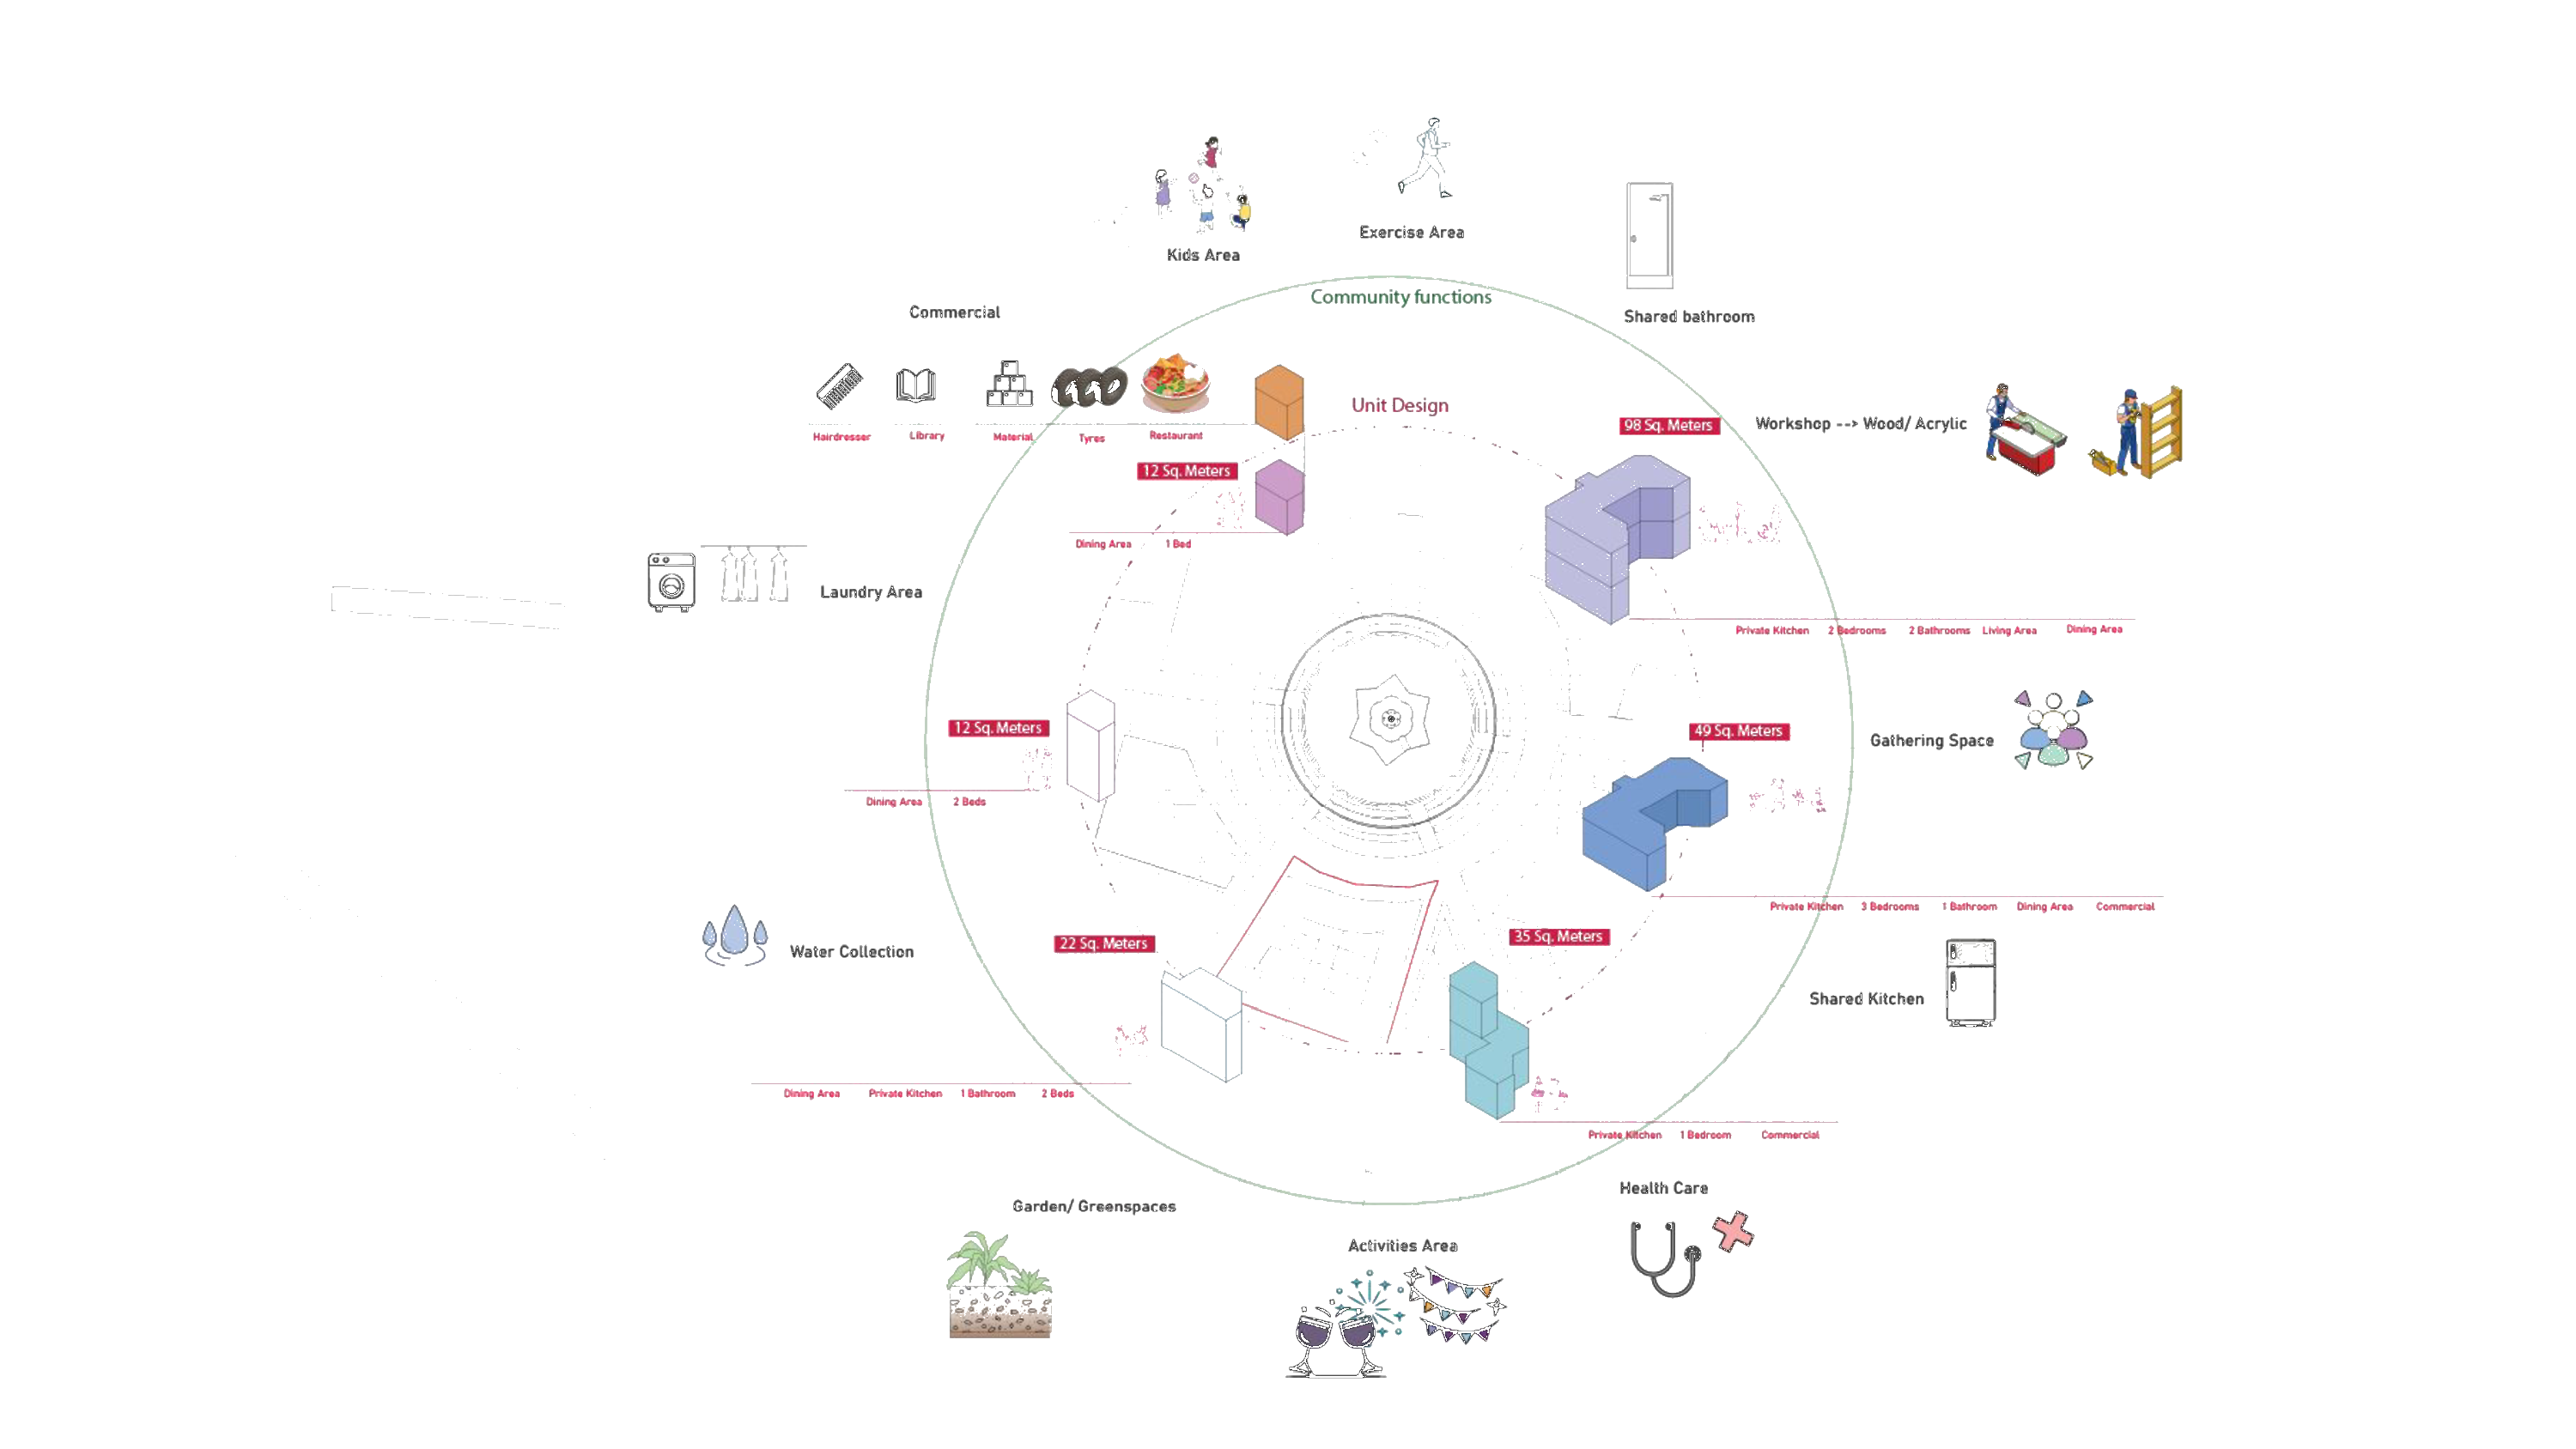 Exercise Area
Kids Area
Community functions
Commercial
Shared bathroom
Unit Design
98 Sq. Meters
Workshop --> Wood/ Acrylic
Hairdresser Library Material Tyres Restaurant
12 Sq. Meters
Dining Area 1 Bed
Laundry Area
Private Kitchen 2 Bedrooms 2 Bathrooms Living Area Dining Area
12 Sq. Meters
49 Sq. Meters
Gathering Space
Dining Area 2 Beds
Private Kitchen 3 Bedrooms 1 Bathroom Dining Area Commercial
22 Sq. Meters
35 Sq. Meters
Water Collection
Shared Kitchen
Dining Area Private Kitchen 1 Bathroom 2 Beds
Private Kitchen 1 Bedroom Commercial
Health Care
Garden/ Greenspaces
Activities Area